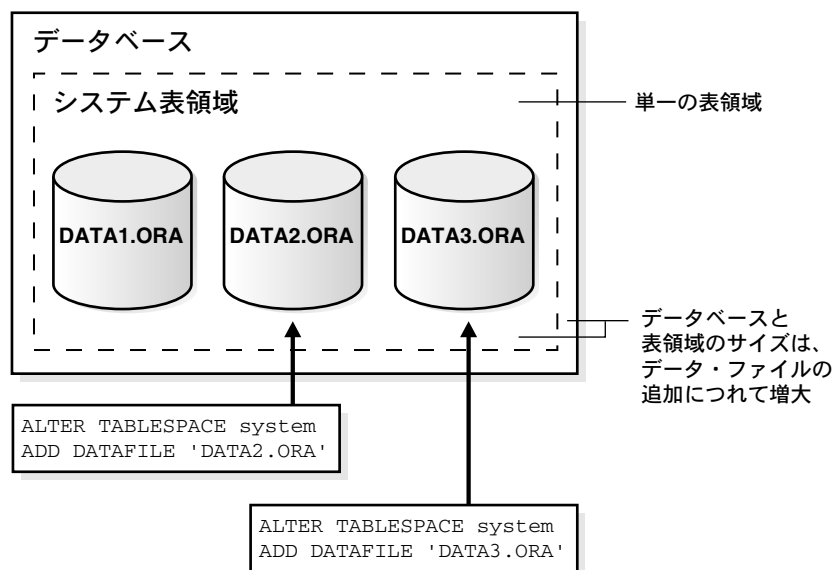 データベース
システム表領域
単一の表領域
DATA1.ORA
DATA2.ORA
DATA3.ORA
データベースと
表領域のサイズは、
データ・ファイルの
追加につれて増大
ALTER TABLESPACE system
ADD DATAFILE 'DATA2.ORA'
ALTER TABLESPACE system
ADD DATAFILE 'DATA3.ORA'